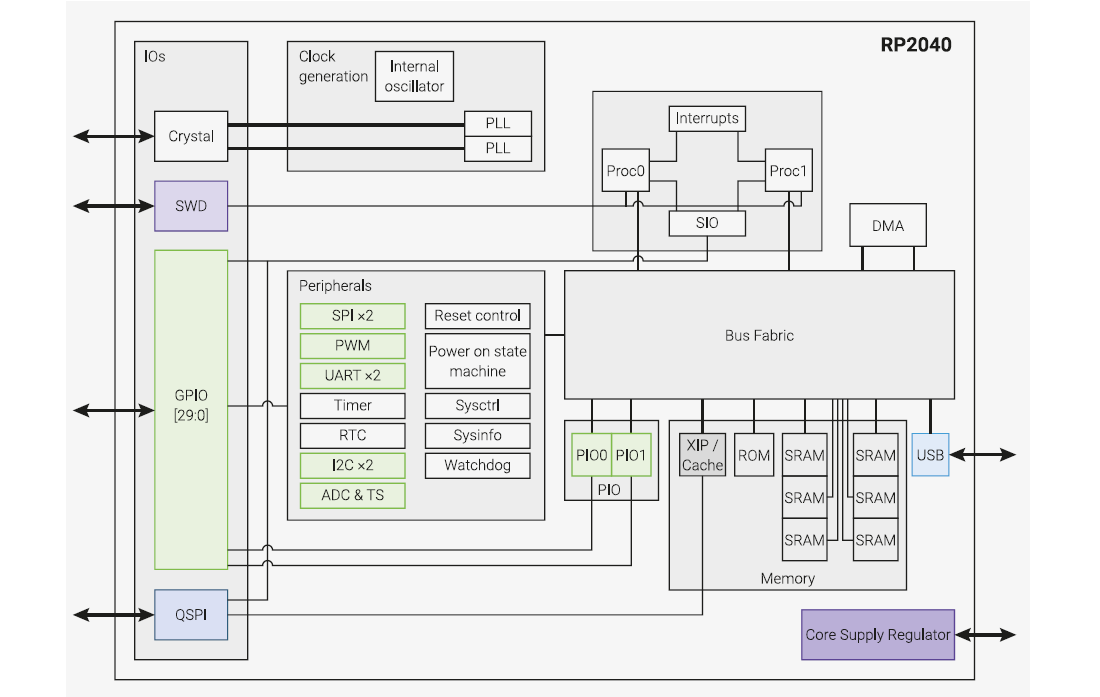 RP2040
IOs
Clock
generation
Internal
oscillator
Crystal
PLL
PLL
Interrupts
Proc0
Proc1
SWD
SIO
DMA
GPIO
[29:0]
Peripherals
SPI ×2
PWM
UART ×2
Timer
RTC
I2C ×2
ADC & TS
Reset control
Power on state
machine
Sysctrl
Sysinfo
Watchdog
Bus Fabric
PIO0
PIO1
PIO
XIP /
Cache
ROM
SRAM
SRAM
SRAM
SRAM
SRAM
SRAM
Memory
USB
QSPI
Core Supply Regulator